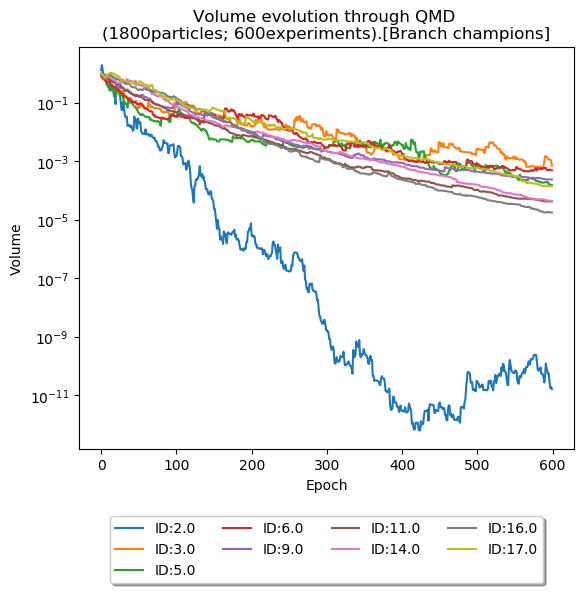 Volume evolution through QMD
(1800particles; 600experiments).[Branch champions]
Volume
10⁻¹
10⁻³
10⁻⁵
10⁻⁷
10⁻⁹
10⁻¹¹
0 100 200 300 400 500 600
Epoch
ID:2.0 ID:6.0 ID:11.0 ID:16.0
ID:3.0 ID:9.0 ID:14.0 ID:17.0
ID:5.0